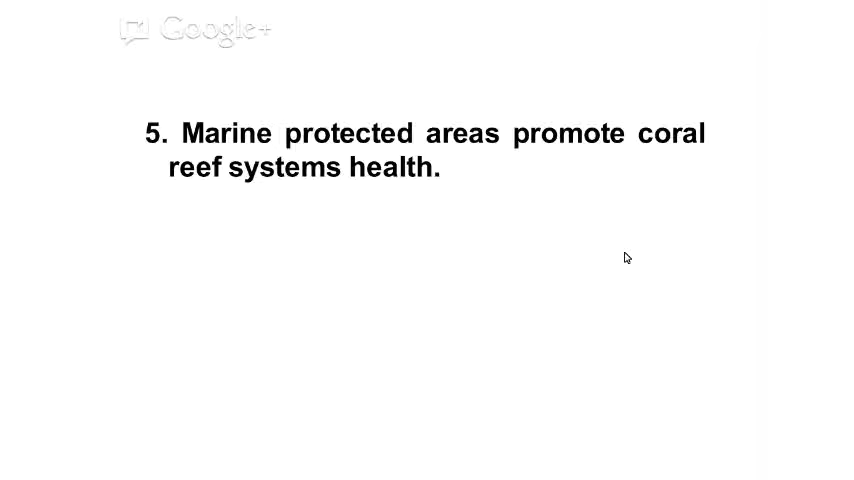 Google+
5. Marine protected areas promote coral
reef systems health.